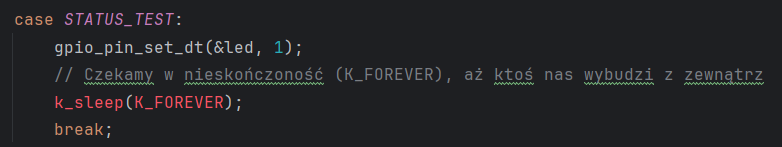 case STATUS_TEST:
gpio_pin_set_dt(&led, 1);
// Czekamy w nieskończoność (K_FOREVER), aż ktoś nas wybudzi z zewnątrz
k_sleep(K_FOREVER);
break;